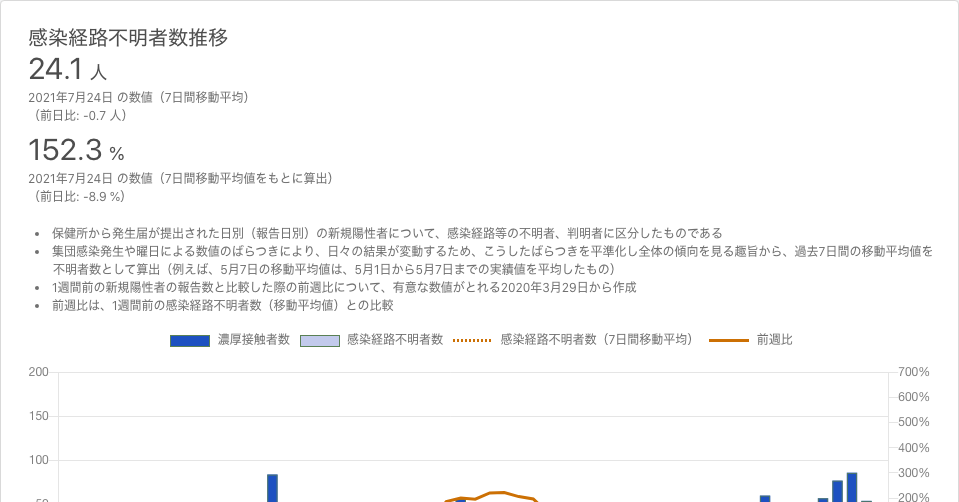 感染経路不明者数推移
24.1 人
2021年7月24日 の数値（7日間移動平均）
（前日比: -0.7 人）
152.3 %
2021年7月24日 の数値（7日間移動平均値をもとに算出）
（前日比: -8.9 %）
• 保健所から発生届が提出された日別（報告日別）の新規陽性者について、感染経路等の不明者、判明者に区分したものである
• 集団感染発生や曜日による数値のばらつきにより、日々の結果が変動するため、こうしたばらつきを平準化し全体の傾向を見る趣旨から、過去7日間の移動平均値を
不明者数として算出（例えば、5月7日の移動平均値は、5月1日から5月7日までの実績値を平均したもの）
• 1週間前の新規陽性者の報告数と比較した際の前週比について、有意な数値がとれる2020年3月29日から作成
• 前週比は、1週間前の感染経路不明者数（移動平均値）との比較
濃厚接触者数 感染経路不明者数 感染経路不明者数（7日間移動平均） 前週比
200 700%
600%
150 500%
400%
100 300%
50 200%